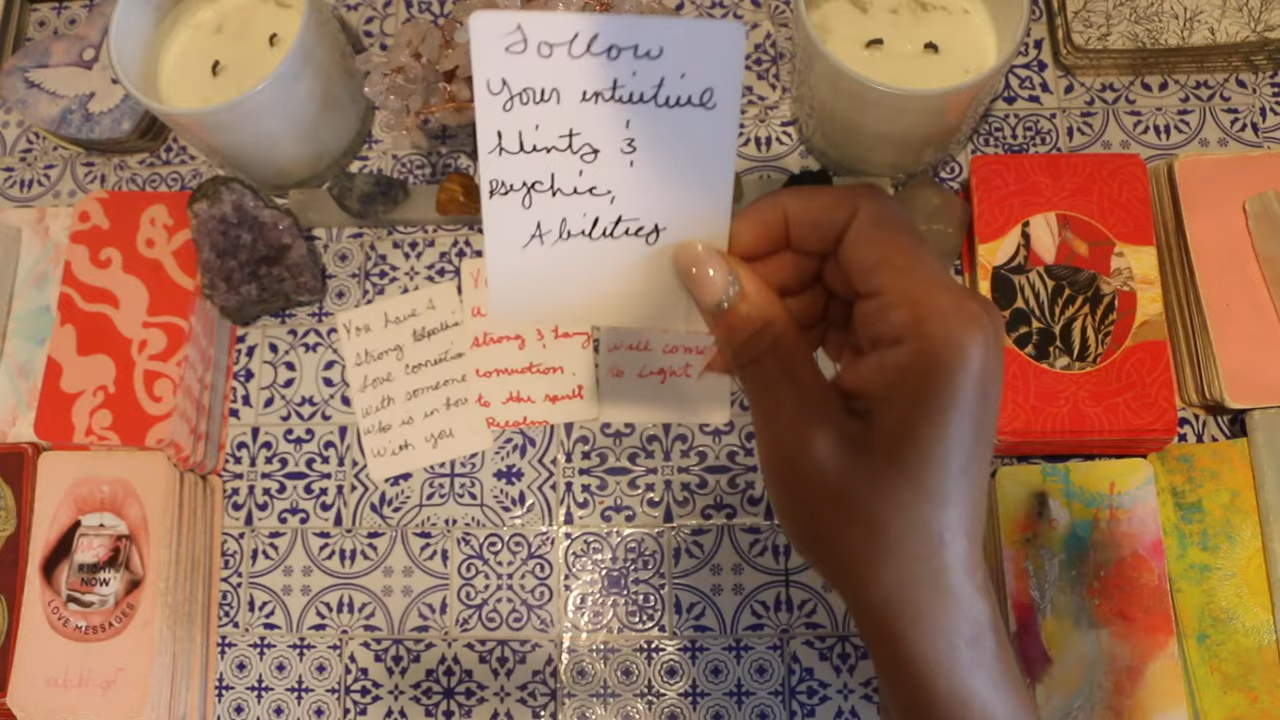 Follow
Your intuitive
hints &
psychic,
Abilities
You have a
strong telepathic
love connection
with someone
who is in love
with you
strong & long
connection.
to the spirit
Realm
Will come
to light
RIGHT
NOW
LOVE MESSAGES